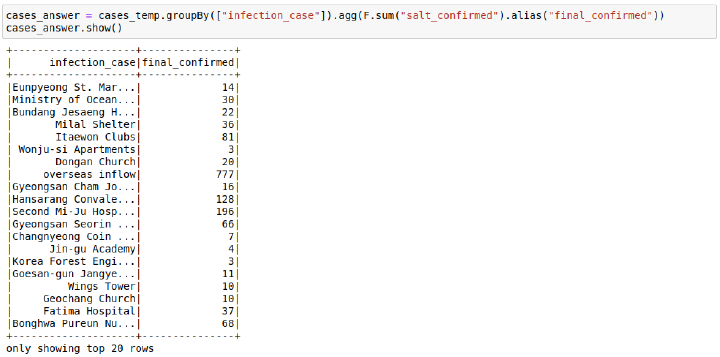 cases_answer = cases_temp.groupBy(["infection_case"]).agg(F.sum("salt_confirmed").alias("final_confirmed"))
cases_answer.show()
+--------------------+---------------+
|      infection_case|final_confirmed|
+--------------------+---------------+
|Eunpyeong St. Mar...|             14|
|Ministry of Ocean...|             30|
|Bundang Jesaeng H...|             22|
|       Milal Shelter|             36|
|       Itaewon Clubs|             81|
| Wonju-si Apartments|              3|
|       Dongan Church|             20|
|     overseas inflow|            777|
|Gyeongsan Cham Jo...|             16|
|Hansarang Convale...|            128|
|Second Mi-Ju Hosp...|            196|
|Gyeongsan Seorin ...|             66|
|Changnyeong Coin ...|              7|
|      Jin-gu Academy|              4|
|Korea Forest Engi...|              3|
|Goesan-gun Jangye...|             11|
|         Wings Tower|             10|
|     Geochang Church|             10|
|     Fatima Hospital|             37|
|Bonghwa Pureun Nu...|             68|
+--------------------+---------------+
only showing top 20 rows